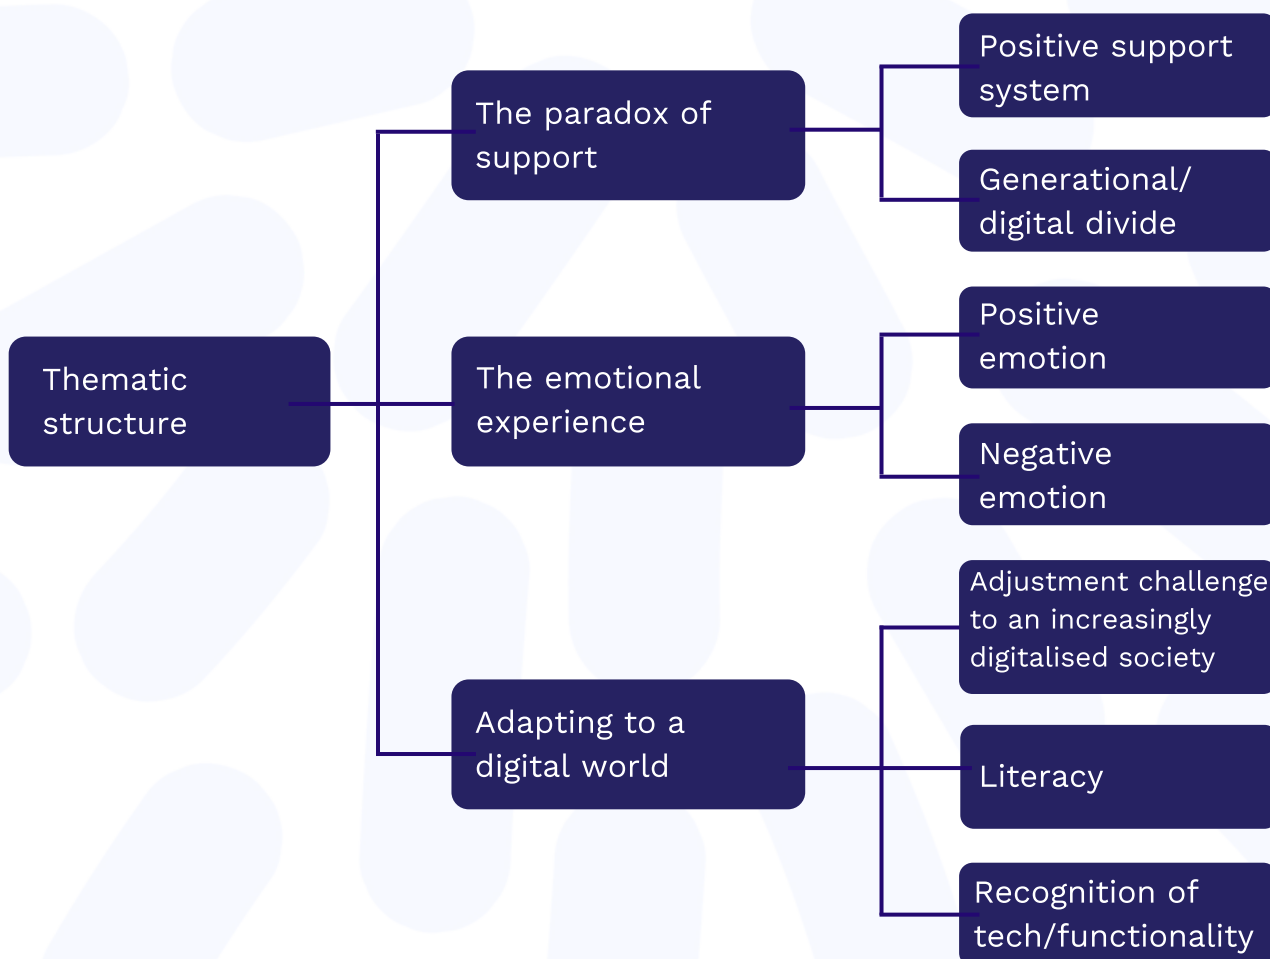 Thematic
structure
The paradox of
support
Positive support
system
Generational/
digital divide
The emotional
experience
Positive
emotion
Negative
emotion
Adapting to a
digital world
Adjustment challenge
to an increasingly
digitalised society
Literacy
Recognition of
tech/functionality